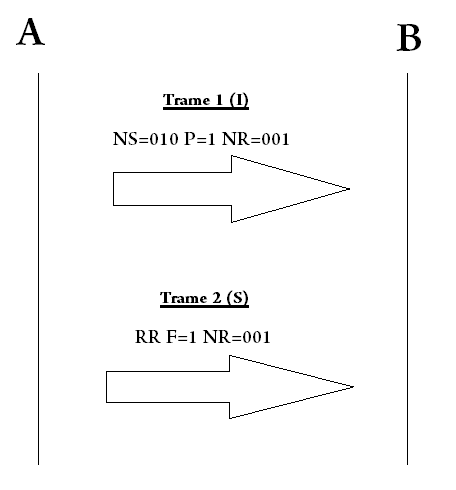 A
B
Trame 1 (I)
NS=010 P=1 NR=001
Trame 2 (S)
RR F=1 NR=001